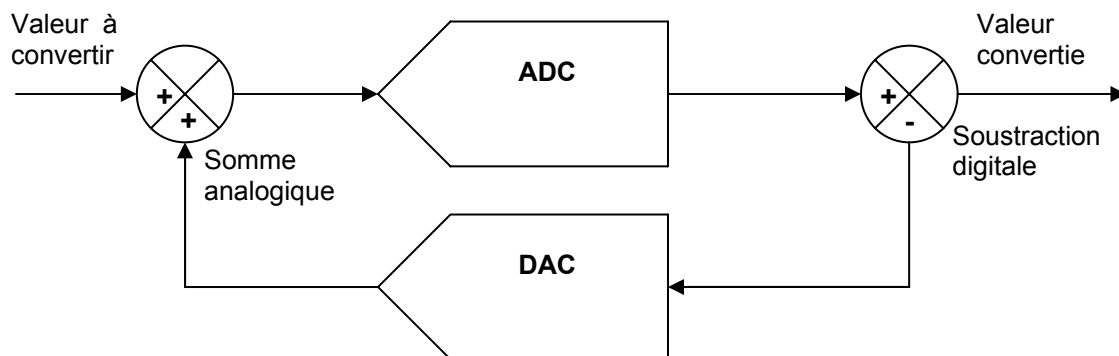 Valeur à
convertir
+
+
Somme
analogique
ADC
DAC
+
-
Valeur
convertie
Soustraction
digitale